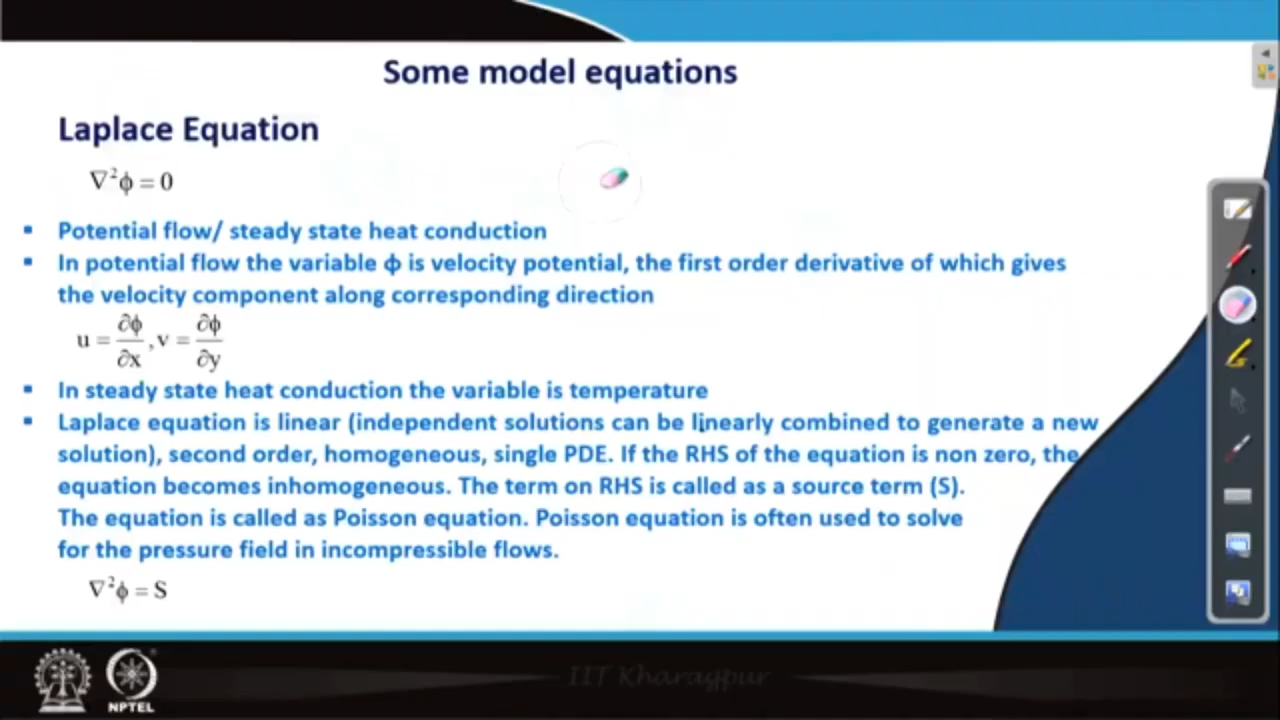 Some model equations
Laplace Equation
∇²ϕ = 0
▪ Potential flow/ steady state heat conduction
▪ In potential flow the variable ϕ is velocity potential, the first order derivative of which gives
the velocity component along corresponding direction
u = ∂ϕ/∂x , v = ∂ϕ/∂y
▪ In steady state heat conduction the variable is temperature
▪ Laplace equation is linear (independent solutions can be linearly combined to generate a new
solution), second order, homogeneous, single PDE. If the RHS of the equation is non zero, the
equation becomes inhomogeneous. The term on RHS is called as a source term (S).
The equation is called as Poisson equation. Poisson equation is often used to solve
for the pressure field in incompressible flows.
∇²ϕ = S
IIT Kharagpur
NPTEL